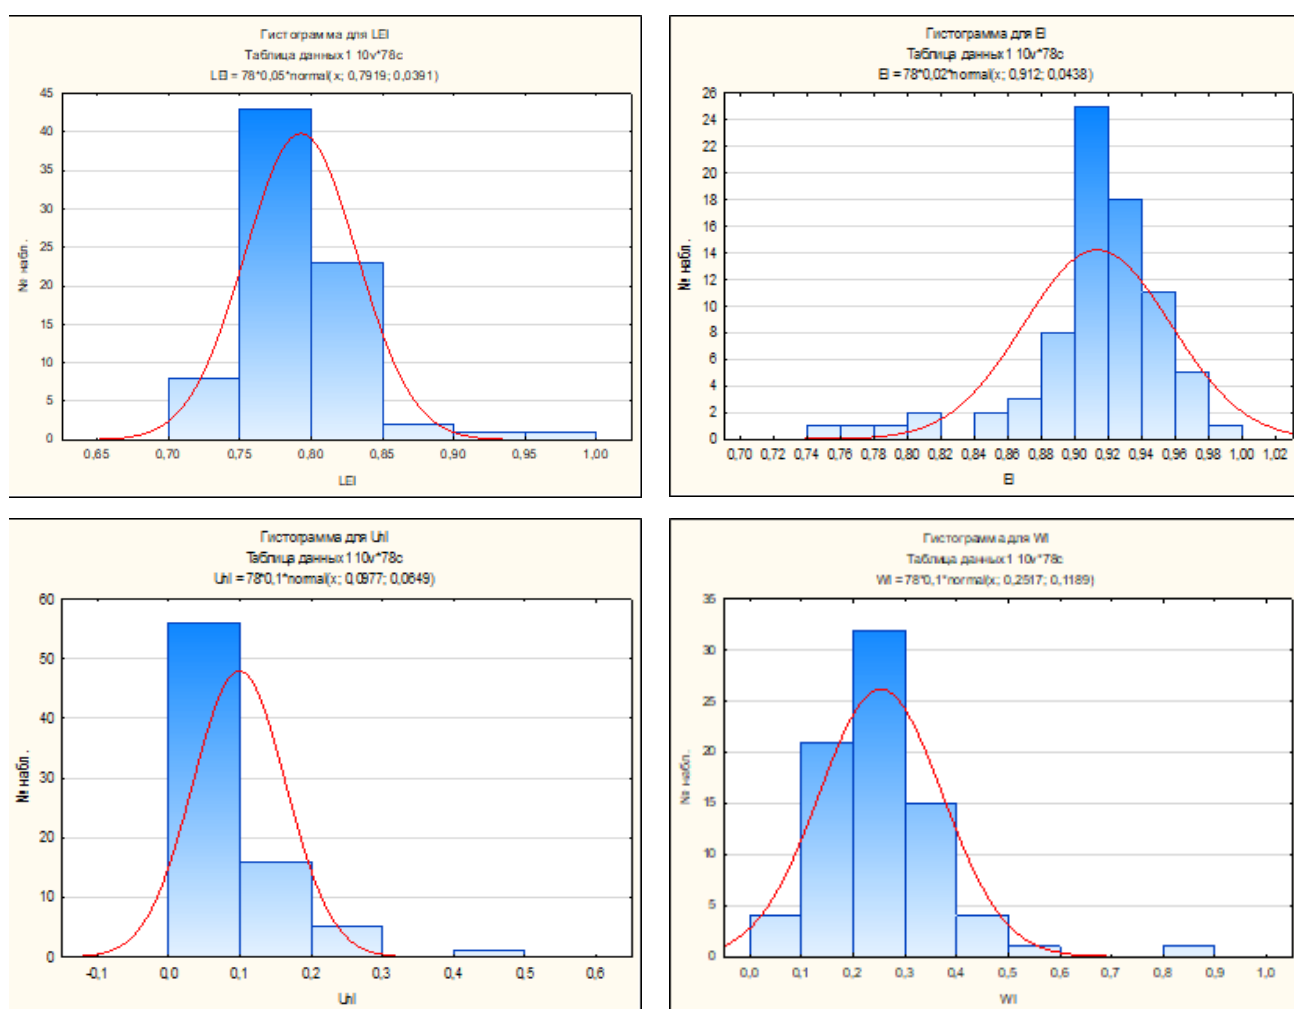 Гистограмма для LEI
Таблица данных1 10v*78c
LEI = 78*0,05*normal(x; 0,7919; 0,0391)
45
40
35
30
25
20
15
10
5
0
№ набл.
0,65 0,70 0,75 0,80 0,85 0,90 0,95 1,00
LEI
Гистограмма для EI
Таблица данных1 10v*78c
EI = 78*0,02*normal(x; 0,912; 0,0438)
26
24
22
20
18
16
14
12
10
8
6
4
2
0
№ набл.
0,70 0,72 0,74 0,76 0,78 0,80 0,82 0,84 0,86 0,88 0,90 0,92 0,94 0,96 0,98 1,00 1,02
EI
Гистограмма для UhI
Таблица данных1 10v*78c
UhI = 78*0,1*normal(x; 0,0977; 0,0649)
60
50
40
30
20
10
0
№ набл.
-0,1 0,0 0,1 0,2 0,3 0,4 0,5 0,6
UhI
Гистограмма для WI
Таблица данных1 10v*78c
WI = 78*0,1*normal(x; 0,2517; 0,1189)
35
30
25
20
15
10
5
0
№ набл.
0,0 0,1 0,2 0,3 0,4 0,5 0,6 0,7 0,8 0,9 1,0
WI